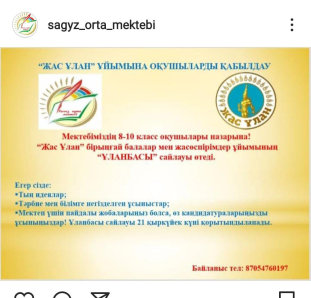 sagyz_orta_mektebi
"ЖАС ҰЛАН" ҰЙЫМЫНА ОҚУШЫЛАРДЫ ҚАБЫЛДАУ
ЖАС ҰЛАН
Мектебіміздің 8-10 класс оқушылары назарына!
"Жас Ұлан" бірыңғай балалар мен жасөспірімдер ұйымының
"ҰЛАНБАСЫ" сайлауы өтеді.
Егер сізде:
•Тың идеялар;
•Тәрбие мен білімге негізделген ұсыныстар;
•Мектеп үшін пайдалы жобаларыңыз болса, өз кандидатураларыңызды
ұсыныңыздар! Ұланбасы сайлауы 21 қыркүйек күні қорытындыланады.
Байланыс тел: 87054760197